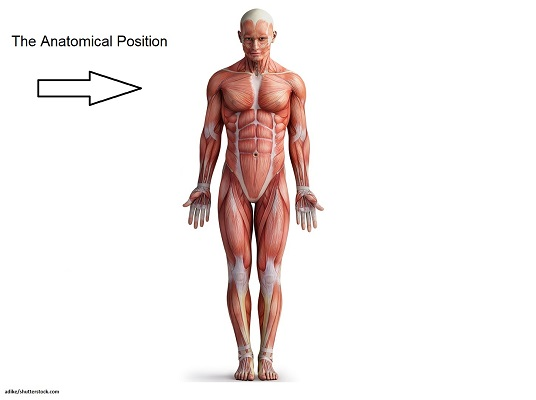 The Anatomical Position
adike/shutterstock.com